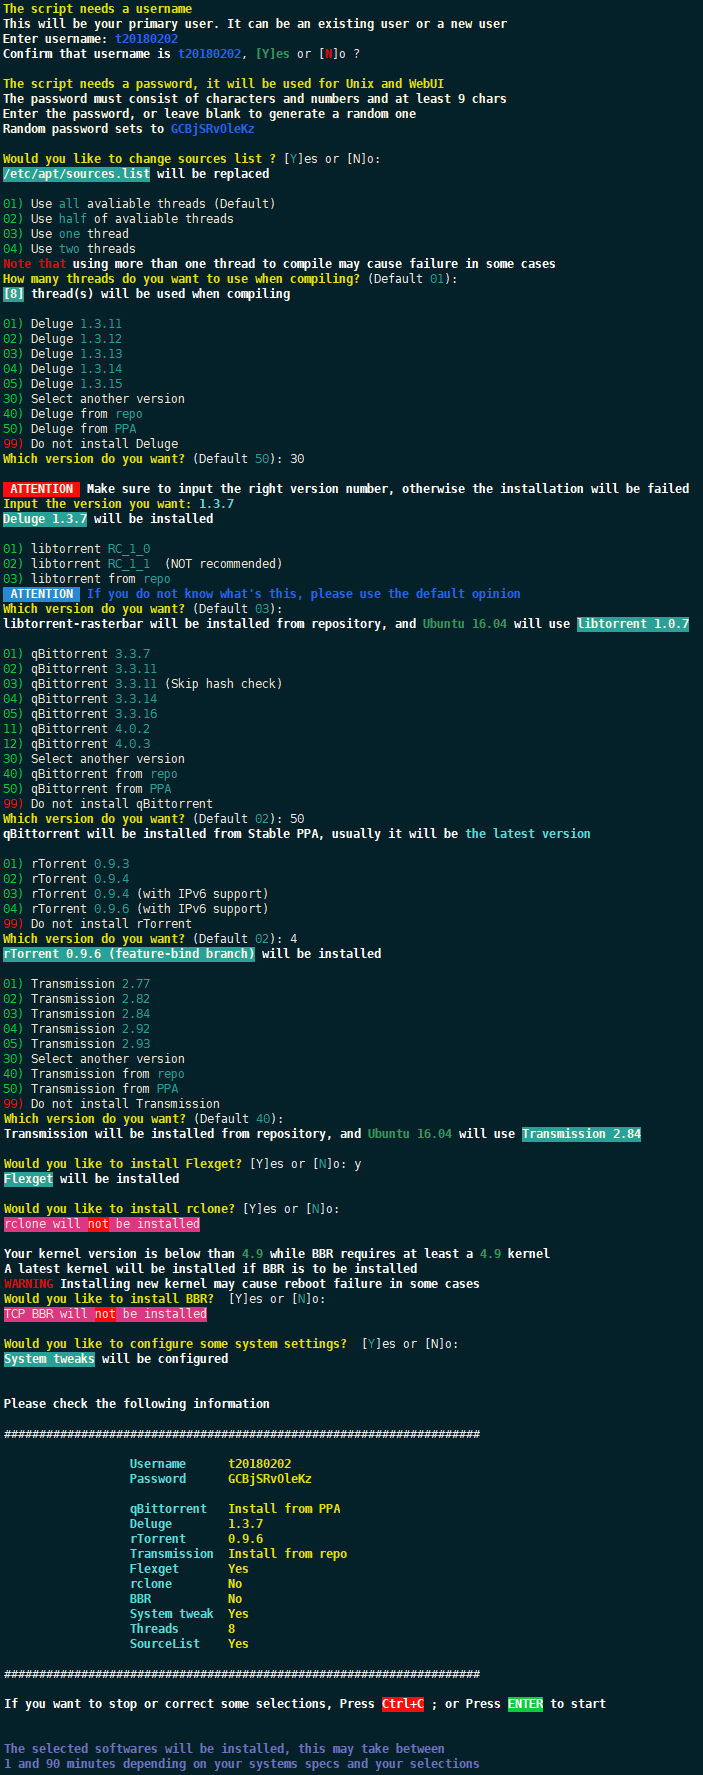 The script needs a username
This will be your primary user. It can be an existing user or a new user
Enter username: t20180202
Confirm that username is t20180202, [Y]es or [N]o ?
The script needs a password, it will be used for Unix and WebUI
The password must consist of characters and numbers and at least 9 chars
Enter the password, or leave blank to generate a random one
Random password sets to GCBjSRvOleKz
Would you like to change sources list ? [Y]es or [N]o:
/etc/apt/sources.list will be replaced
01) Use all avaliable threads (Default)
02) Use half of avaliable threads
03) Use one thread
04) Use two threads
Note that using more than one thread to compile may cause failure in some cases
How many threads do you want to use when compiling? (Default 01):
[8] thread(s) will be used when compiling
01) Deluge 1.3.11
02) Deluge 1.3.12
03) Deluge 1.3.13
04) Deluge 1.3.14
05) Deluge 1.3.15
30) Select another version
40) Deluge from repo
50) Deluge from PPA
99) Do not install Deluge
Which version do you want? (Default 50): 30
ATTENTION Make sure to input the right version number, otherwise the installation will be failed
Input the version you want: 1.3.7
Deluge 1.3.7 will be installed
01) libtorrent RC_1_0
02) libtorrent RC_1_1 (NOT recommended)
03) libtorrent from repo
ATTENTION If you do not know what's this, please use the default opinion
Which version do you want? (Default 03):
libtorrent-rasterbar will be installed from repository, and Ubuntu 16.04 will use libtorrent 1.0.7
01) qBittorrent 3.3.7
02) qBittorrent 3.3.11
03) qBittorrent 3.3.11 (Skip hash check)
04) qBittorrent 3.3.14
05) qBittorrent 3.3.16
11) qBittorrent 4.0.2
12) qBittorrent 4.0.3
30) Select another version
40) qBittorrent from repo
50) qBittorrent from PPA
99) Do not install qBittorrent
Which version do you want? (Default 02): 50
qBittorrent will be installed from Stable PPA, usually it will be the latest version
01) rTorrent 0.9.3
02) rTorrent 0.9.4
03) rTorrent 0.9.4 (with IPv6 support)
04) rTorrent 0.9.6 (with IPv6 support)
99) Do not install rTorrent
Which version do you want? (Default 02): 4
rTorrent 0.9.6 (feature-bind branch) will be installed
01) Transmission 2.77
02) Transmission 2.82
03) Transmission 2.84
04) Transmission 2.92
05) Transmission 2.93
30) Select another version
40) Transmission from repo
50) Transmission from PPA
99) Do not install Transmission
Which version do you want? (Default 40):
Transmission will be installed from repository, and Ubuntu 16.04 will use Transmission 2.84
Would you like to install Flexget? [Y]es or [N]o: y
Flexget will be installed
Would you like to install rclone? [Y]es or [N]o:
rclone will not be installed
Your kernel version is below than 4.9 while BBR requires at least a 4.9 kernel
A latest kernel will be installed if BBR is to be installed
WARNING Installing new kernel may cause reboot failure in some cases
Would you like to install BBR? [Y]es or [N]o:
TCP BBR will not be installed
Would you like to configure some system settings? [Y]es or [N]o:
System tweaks will be configured
Please check the following information
####################################################################
Username t20180202
Password GCBjSRvOleKz
qBittorrent Install from PPA
Deluge 1.3.7
rTorrent 0.9.6
Transmission Install from repo
Flexget Yes
rclone No
BBR No
System tweak Yes
Threads 8
SourceList Yes
####################################################################
If you want to stop or correct some selections, Press Ctrl+C ; or Press ENTER to start
The selected softwares will be installed, this may take between
1 and 90 minutes depending on your systems specs and your selections